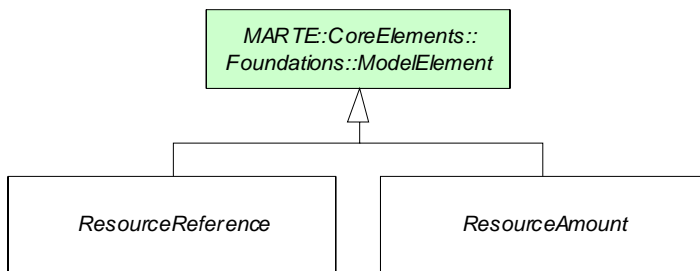 MARTE::CoreElements::
Foundations::ModelElement
ResourceReference
ResourceAmount